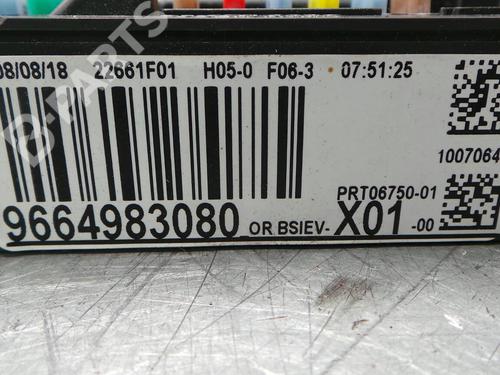 08/08/18 22661F01 H05-0 F06-3 07:51:25
B-PARTS
1007064
PRT06750-01
9664983080 OR BSIEV- X01 -00